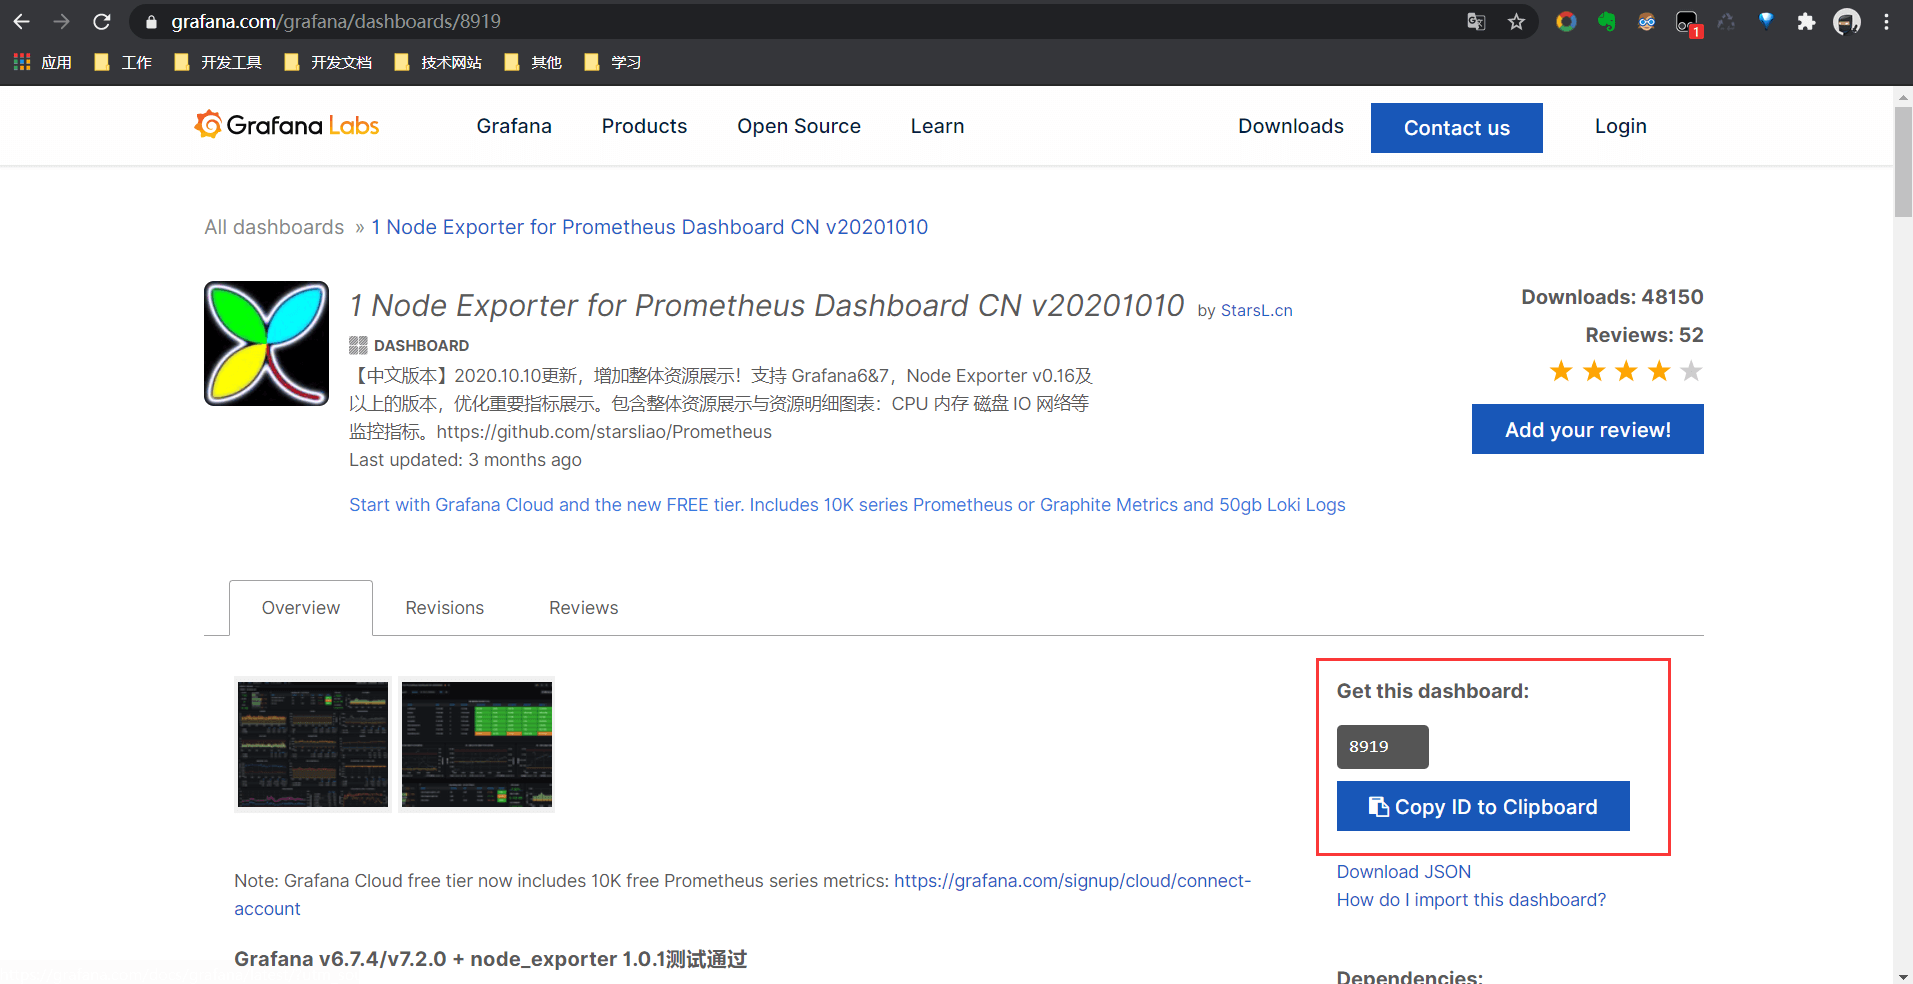 grafana.com/grafana/dashboards/8919
1
应用 工作 开发工具 开发文档 技术网站 其他 学习
Grafana Labs Grafana Products Open Source Learn Downloads Contact us Login
All dashboards » 1 Node Exporter for Prometheus Dashboard CN v20201010
1 Node Exporter for Prometheus Dashboard CN v20201010 by StarsL.cn
DASHBOARD
【中文版本】2020.10.10更新，增加整体资源展示！支持 Grafana6&7，Node Exporter v0.16及
以上的版本，优化重要指标展示。包含整体资源展示与资源明细图表：CPU 内存 磁盘 IO 网络等
监控指标。https://github.com/starsliao/Prometheus
Last updated: 3 months ago
Start with Grafana Cloud and the new FREE tier. Includes 10K series Prometheus or Graphite Metrics and 50gb Loki Logs
Downloads: 48150
Reviews: 52
Add your review!
Overview Revisions Reviews
Get this dashboard:
8919
Copy ID to Clipboard
Download JSON
How do I import this dashboard?
Dependencies:
Note: Grafana Cloud free tier now includes 10K free Prometheus series metrics: https://grafana.com/signup/cloud/connect-
account
Grafana v6.7.4/v7.2.0 + node_exporter 1.0.1测试通过